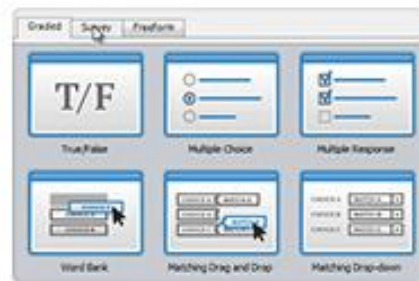 Graded Survey Freeform
T/F
True/False Multiple Choice Multiple Response
Word Bank Matching Drag and Drop Matching Drop-down